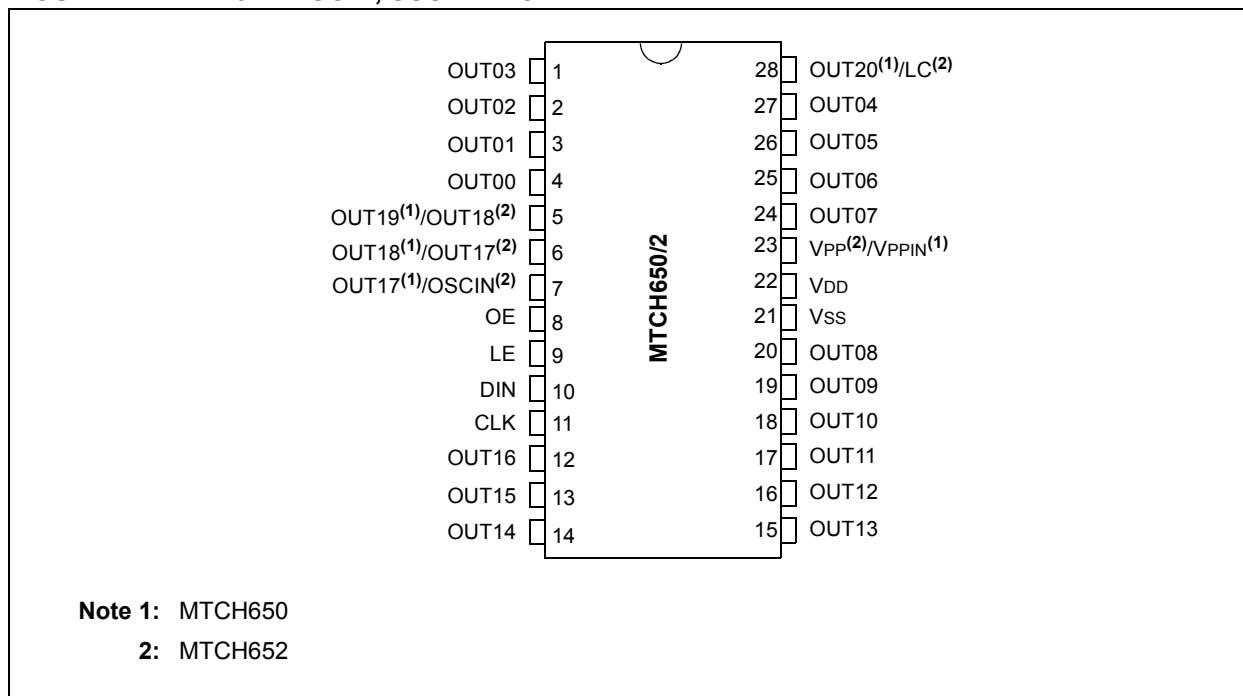 OUT03 1
OUT02 2
OUT01 3
OUT00 4
OUT19(1)/OUT18(2) 5
OUT18(1)/OUT17(2) 6
OUT17(1)/OSCIN(2) 7
OE 8
LE 9
DIN 10
CLK 11
OUT16 12
OUT15 13
OUT14 14
MTCH650/2
28 OUT20(1)/LC(2)
27 OUT04
26 OUT05
25 OUT06
24 OUT07
23 VPP(2)/VPPIN(1)
22 VDD
21 VSS
20 OUT08
19 OUT09
18 OUT10
17 OUT11
16 OUT12
15 OUT13
Note 1: MTCH650
2: MTCH652